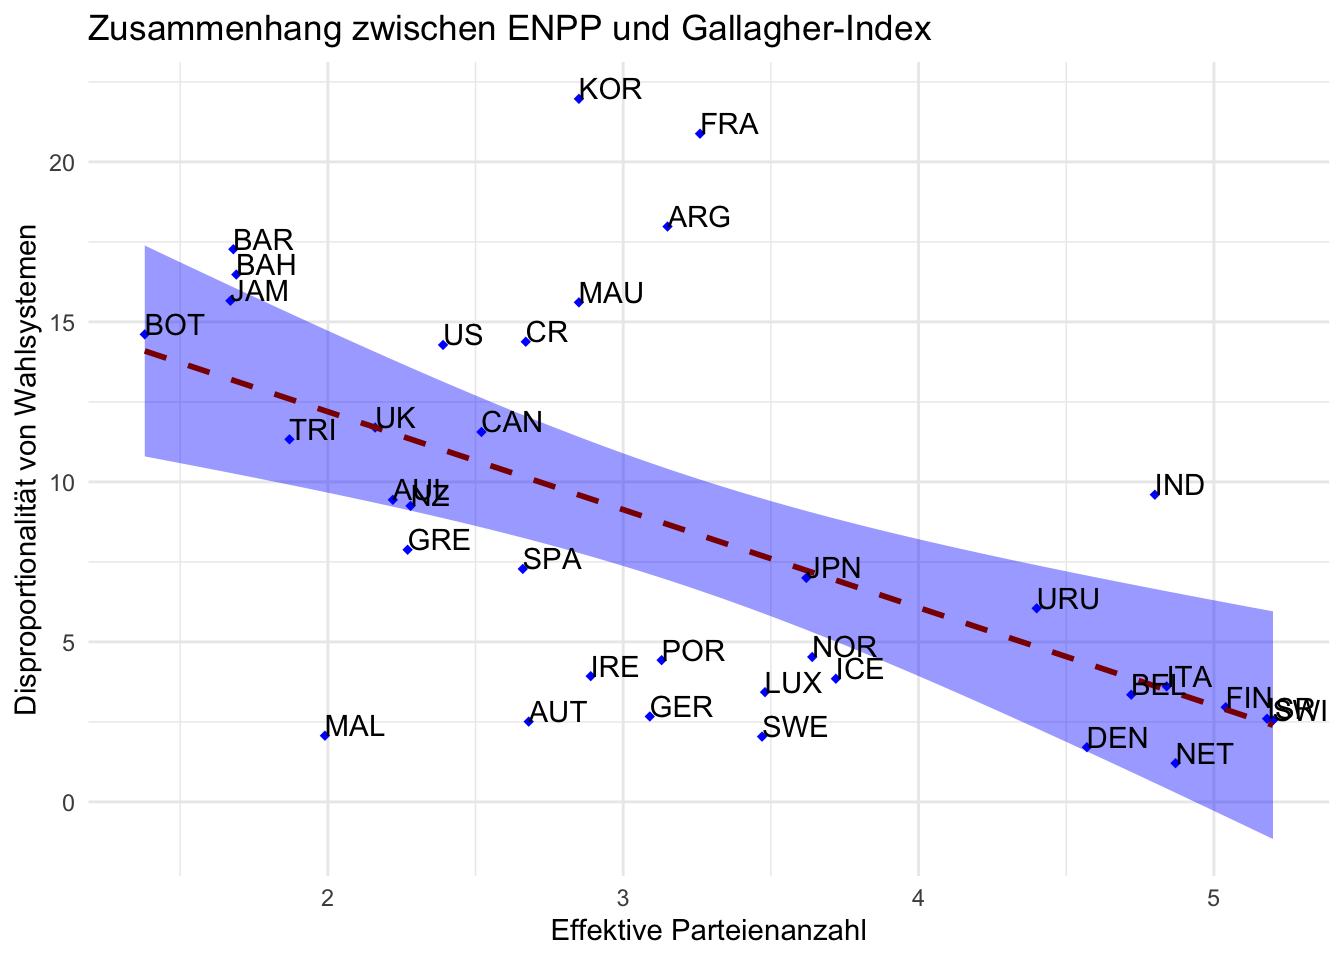 Zusammenhang zwischen ENPP und Gallagher-Index
Disproportionalität von Wahlsystemen
20
15
10
5
0
KOR
FRA
ARG
BAR
BAH
JAM
MAU
BOT
US
CR
UK
TRI
CAN
AUL
NZ
IND
GRE
SPA
JPN
URU
NOR
POR
ICE
IRE
LUX
ITA
BEL
GER
FIN
ISR
SWI
AUT
MAL
SWE
DEN
NET
2
3
4
5
Effektive Parteienanzahl